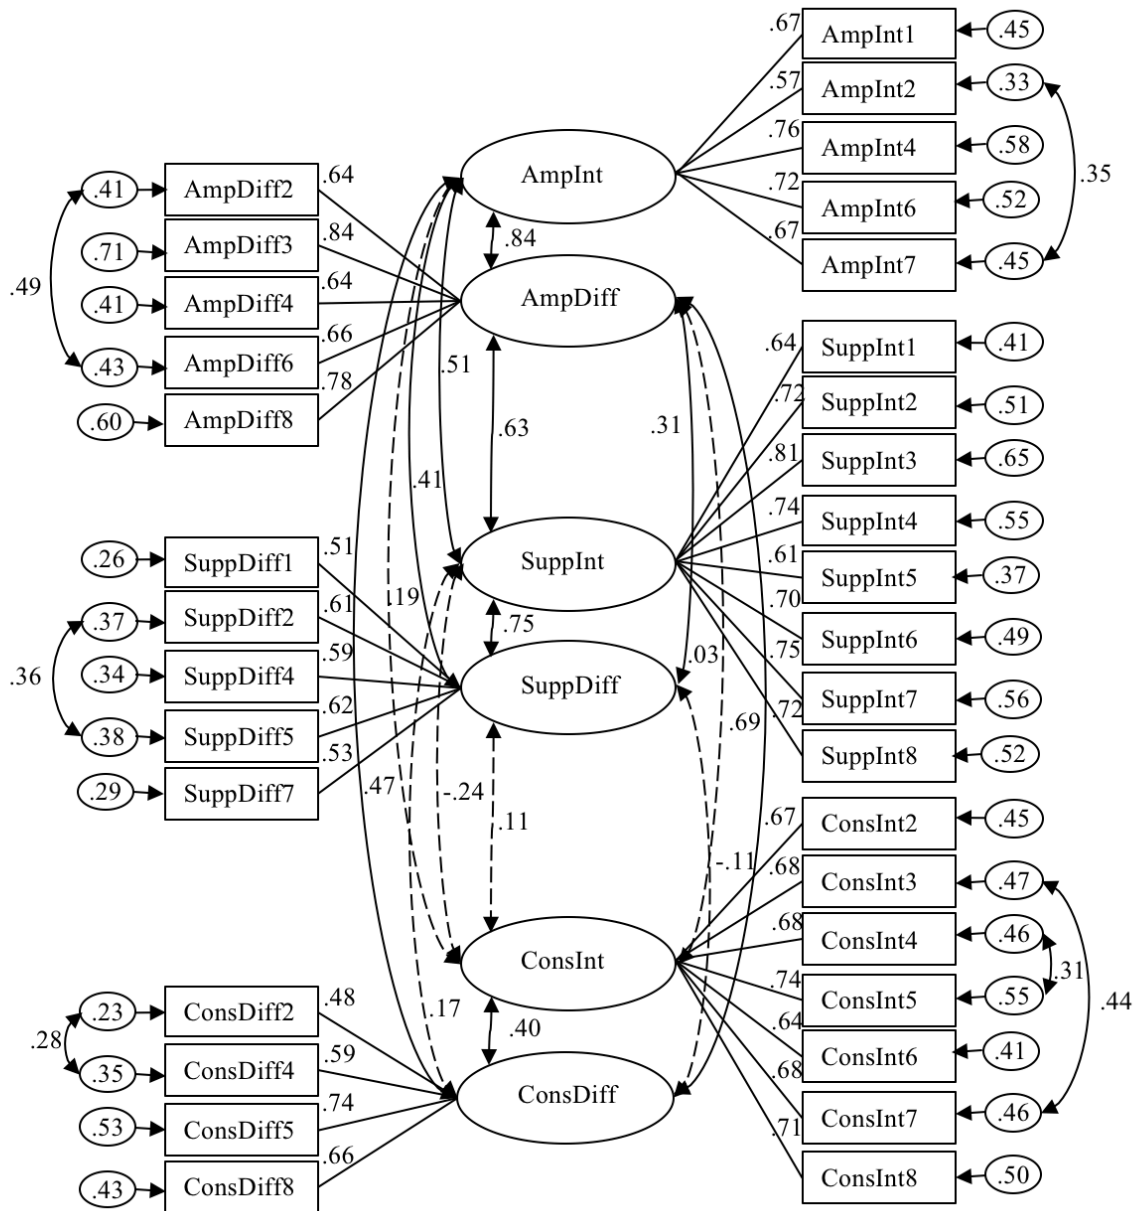 .67 AmpInt1 .45
.57 AmpInt2 .33
.76 AmpInt4 .58
.72 AmpInt6 .52
.67 AmpInt7 .45
.35
AmpInt
.84
AmpDiff
.41 AmpDiff2 .64
.71 AmpDiff3 .84
.41 AmpDiff4 .64
.43 AmpDiff6 .66
.60 AmpDiff8 .78
.49
.51
.63
.31
.41
.64 SuppInt1 .41
.72 SuppInt2 .51
.81 SuppInt3 .65
.74 SuppInt4 .55
.61 SuppInt5 .37
.70 SuppInt6 .49
.75 SuppInt7 .56
.72 SuppInt8 .52
SuppInt
.19
.75
.03
SuppDiff
.69
.26 SuppDiff1 .51
.37 SuppDiff2 .61
.34 SuppDiff4 .59
.38 SuppDiff5 .62
.29 SuppDiff7 .53
.36
.47
-.24
.11
-.11
.67 ConsInt2 .45
.68 ConsInt3 .47
.68 ConsInt4 .46
.74 ConsInt5 .55
.64 ConsInt6 .41
.68 ConsInt7 .46
.71 ConsInt8 .50
.31
.44
ConsInt
.17
.40
ConsDiff
.23 ConsDiff2 .48
.35 ConsDiff4 .59
.53 ConsDiff5 .74
.43 ConsDiff8 .66
.28